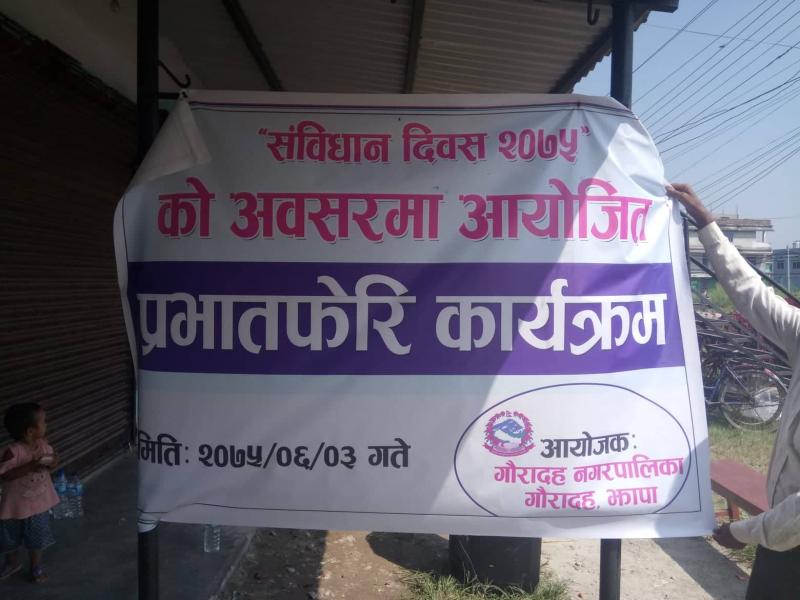 "संविधान दिवस २०७५"
को अवसरमा आयोजित
प्रभातफेरि कार्यक्रम
मिति: २०७५/०६/०३ गते
आयोजक:
गौरादह नगरपालिका
गौरादह, झापा